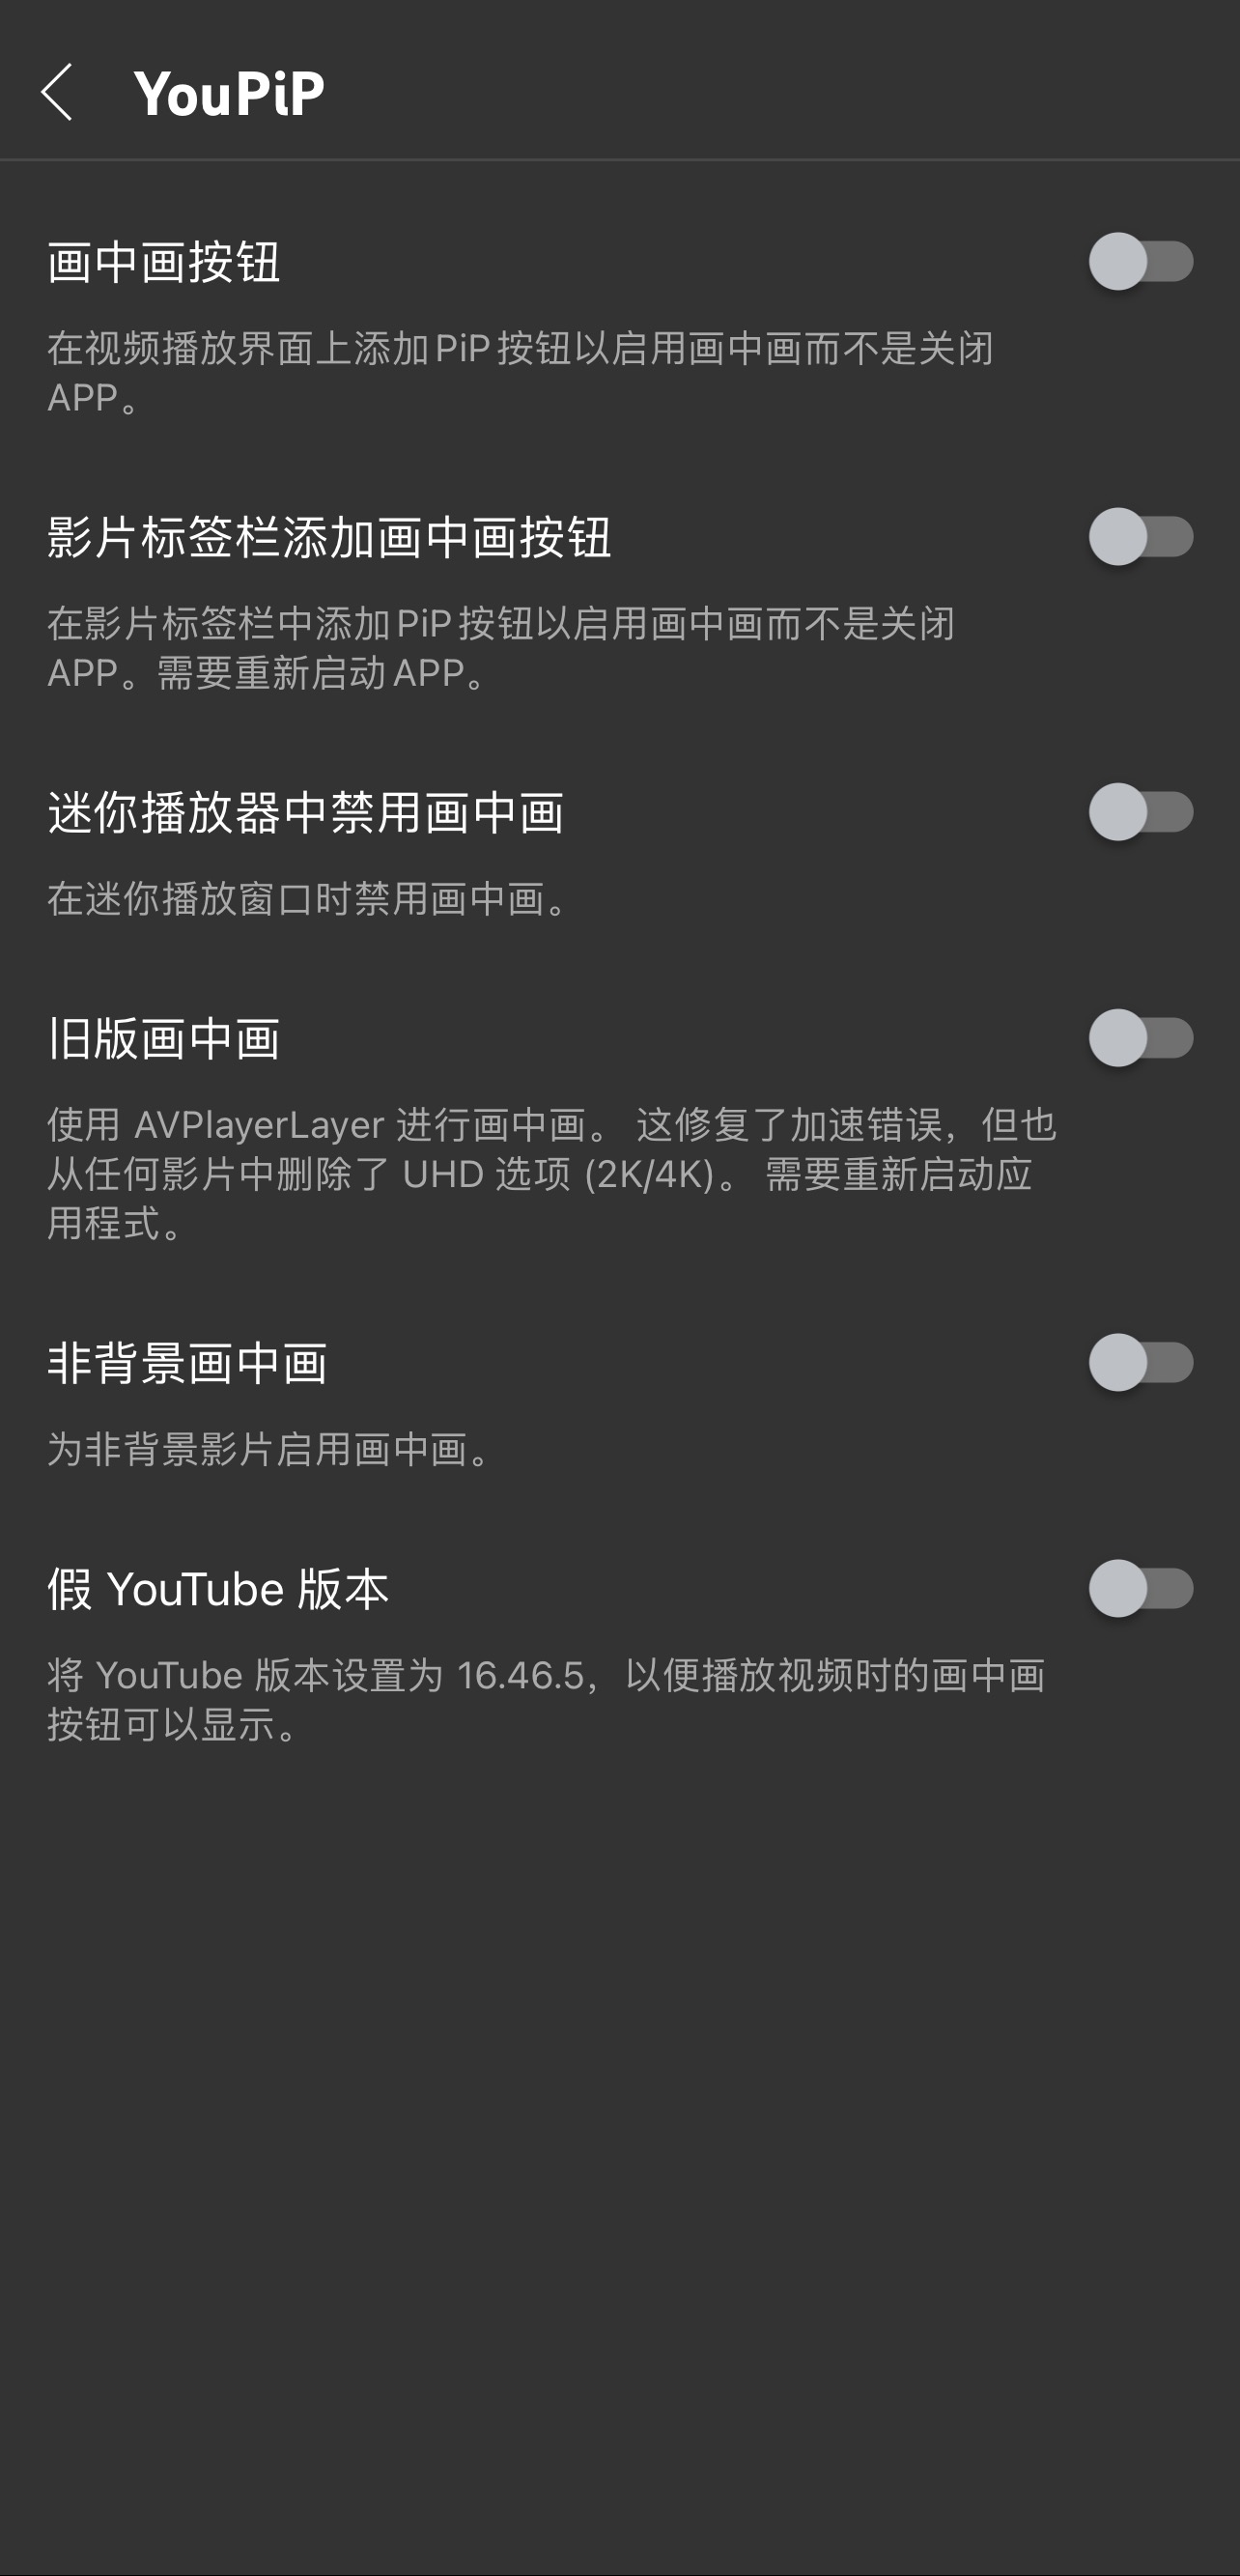 YouPiP
画中画按钮
在视频播放界面上添加PiP按钮以启用画中画而不是关闭
APP。
影片标签栏添加画中画按钮
在影片标签栏中添加PiP按钮以启用画中画而不是关闭
APP。需要重新启动APP。
迷你播放器中禁用画中画
在迷你播放窗口时禁用画中画。
旧版画中画
使用 AVPlayerLayer 进行画中画。 这修复了加速错误，但也
从任何影片中删除了 UHD 选项 (2K/4K)。 需要重新启动应
用程式。
非背景画中画
为非背景影片启用画中画。
假 YouTube 版本
将 YouTube 版本设置为 16.46.5，以便播放视频时的画中画
按钮可以显示。